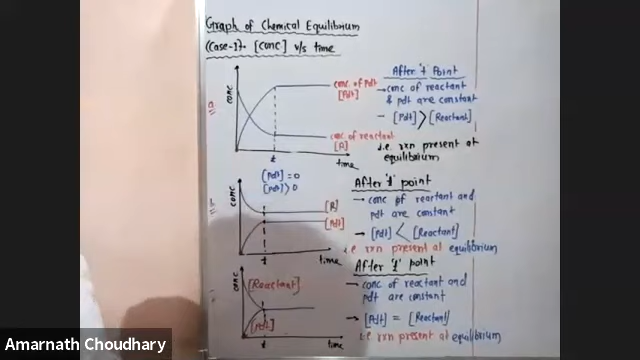 Graph of Chemical Equilibrium
(Case-I)- [conc] v/s time
After 't' Point
conc
conc of Pdt
[Pdt]
→ conc of reactant
& pdt are constant
- [Pdt] > [Reactant]
conc of reactant
[R]
i.e rxn present at
equilibrium
t
time
[Pdt] = 0
[Pdt] > 0
After 't' point
conc
[R]
[Pdt]
→ conc of reactant and
pdt are constant
→ [Pdt] < [Reactant]
i.e rxn present at equilibrium
t
time
After 't' point
conc
[Reactant]
→ conc of reactant and
pdt are constant
[Pdt]
→ [Pdt] = [Reactant]
i.e rxn present at equilibrium
t
time
Amarnath Choudhary